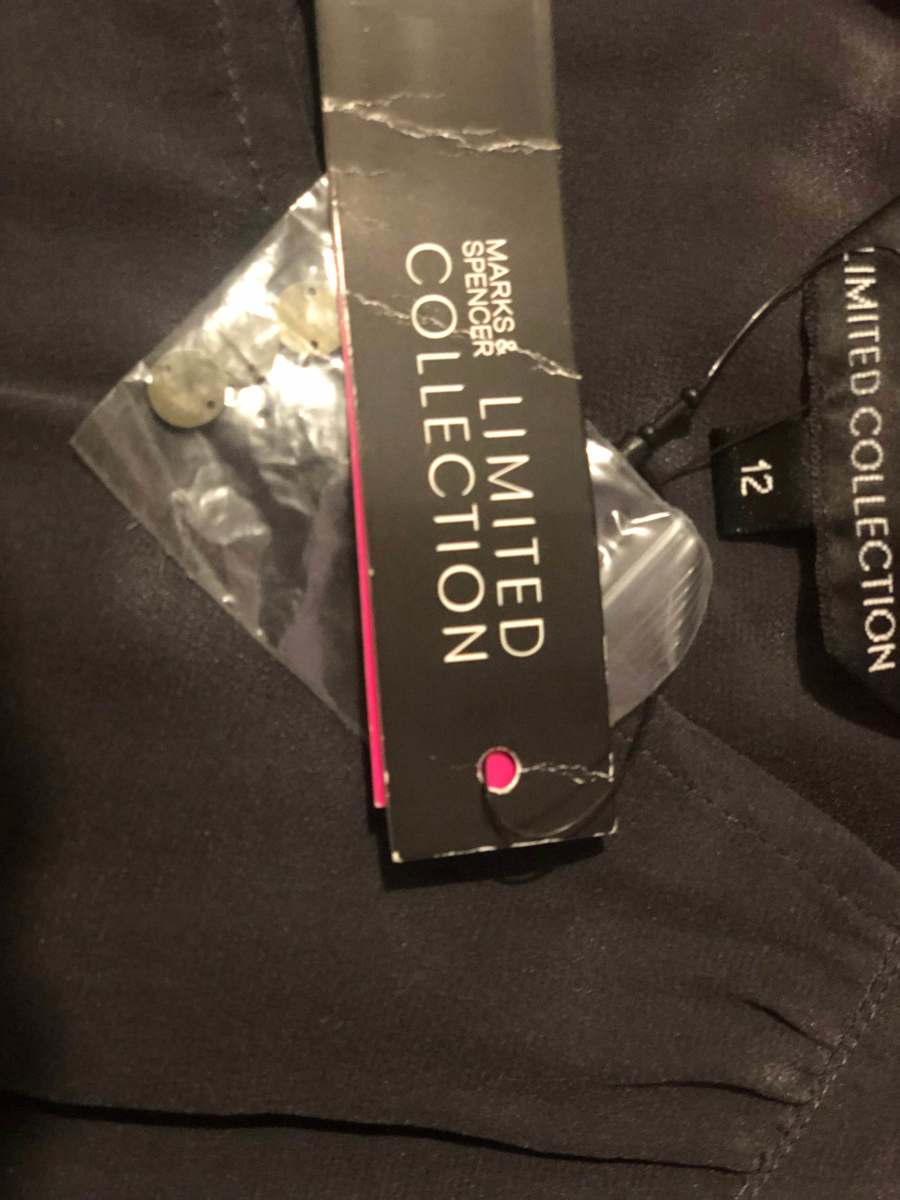 MARKS &
SPENCER
LIMITED
COLLECTION
12
LIMITED COLLECTION